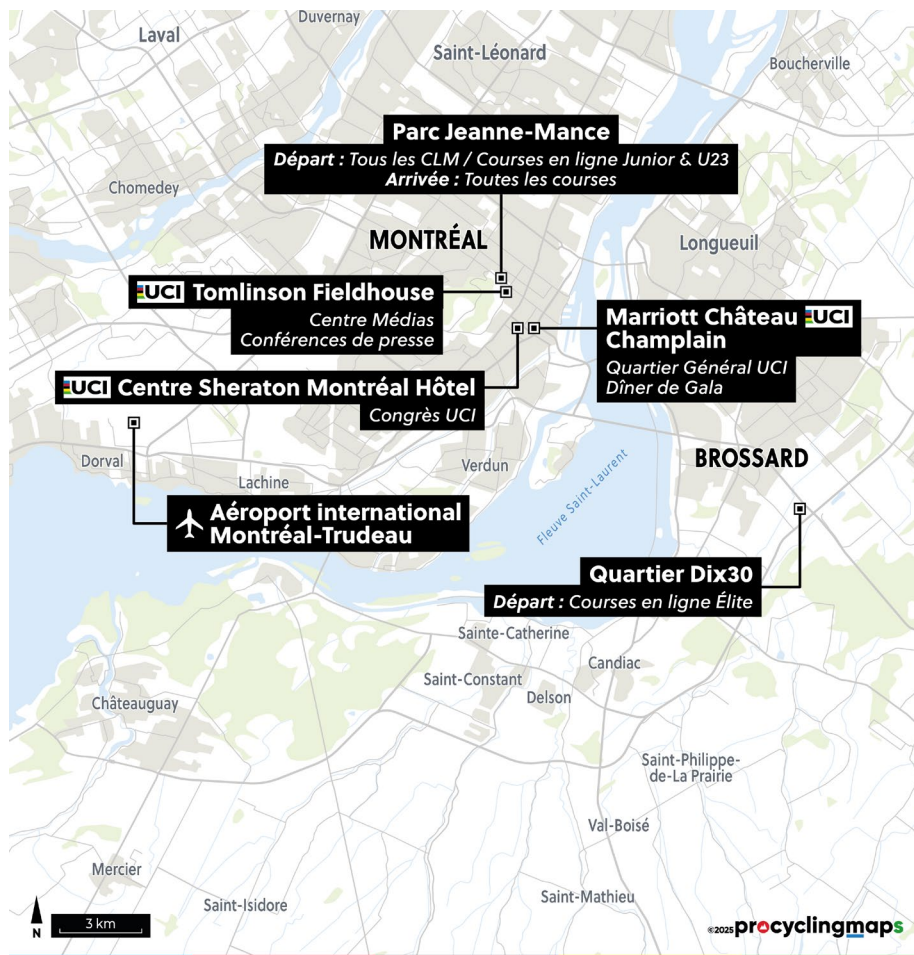 Duvernay
Laval
Saint-Léonard
Boucherville
Parc Jeanne-Mance
Départ : Tous les CLM / Courses en ligne Junior & U23
Arrivée : Toutes les courses
Chomedey
MONTRÉAL
Longueuil
UCI Tomlinson Fieldhouse
Centre Médias
Conférences de presse
Marriott Château UCI
Champlain
Quartier Général UCI
Dîner de Gala
UCI Centre Sheraton Montréal Hôtel
Congrès UCI
Dorval
Lachine
Verdun
BROSSARD
Fleuve Saint-Laurent
Aéroport international
Montréal-Trudeau
Quartier Dix30
Départ : Courses en ligne Élite
Sainte-Catherine
Saint-Constant
Candiac
Delson
Châteauguay
Saint-Philippe-
de-La Prairie
Val-Boisé
Mercier
Saint-Isidore
Saint-Mathieu
N
3 km
©2025 procyclingmaps